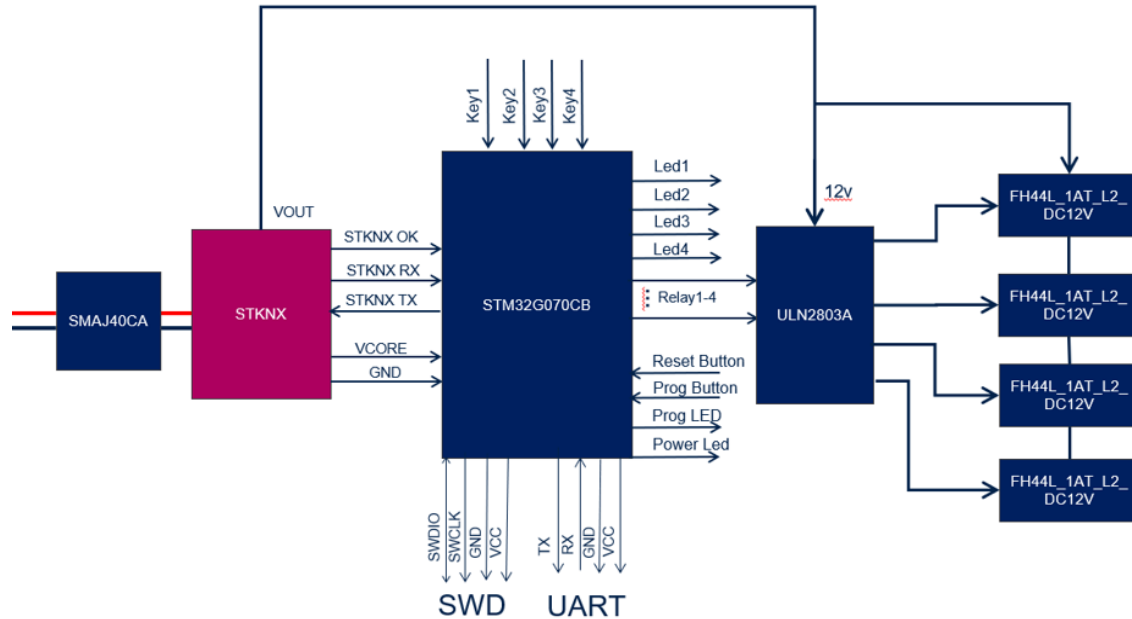 Key1
Key2
Key3
Key4
VOUT
12v
SMAJ40CA
STKNX
STKNX OK
STKNX RX
STKNX TX
VCORE
GND
STM32G070CB
Led1
Led2
Led3
Led4
Relay1-4
Reset Button
Prog Button
Prog LED
Power Led
ULN2803A
FH44L_1AT_L2_
DC12V
FH44L_1AT_L2_
DC12V
FH44L_1AT_L2_
DC12V
FH44L_1AT_L2_
DC12V
SWDIO
SWCLK
GND
VCC
TX
RX
GND
VCC
SWD
UART